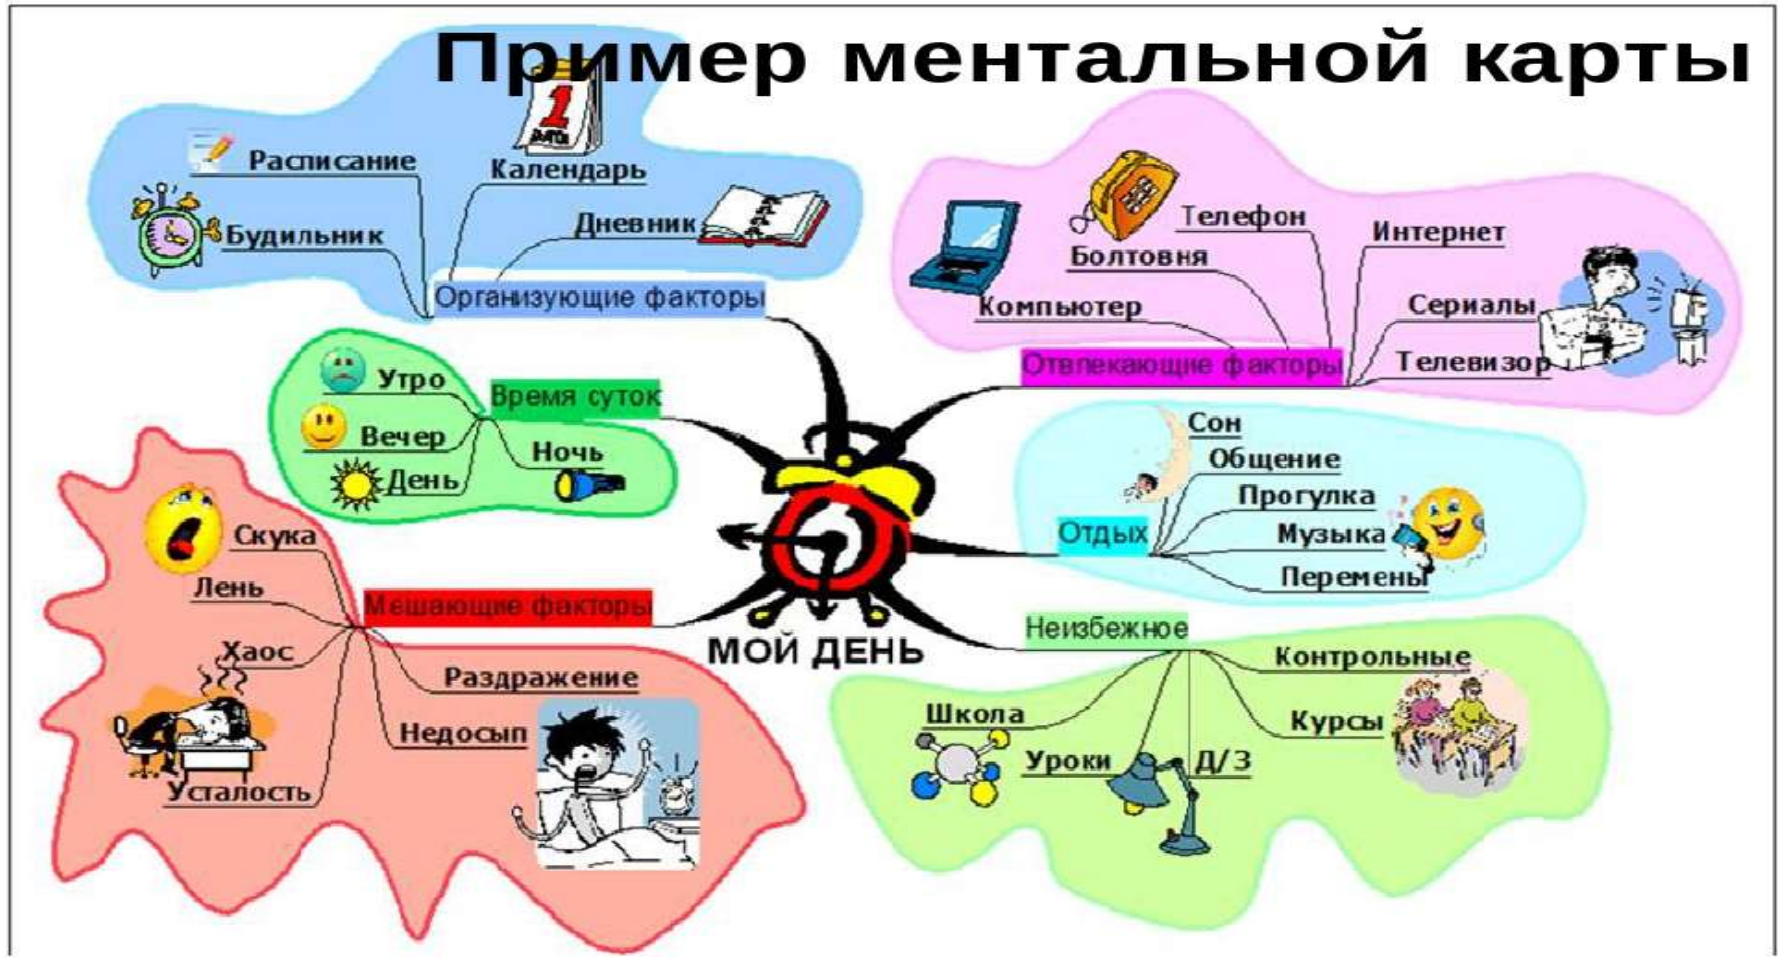 Пример ментальной карты
1
Расписание
Календарь
Будильник
Дневник
Организующие факторы
Телефон
Интернет
Болтовня
Компьютер
Сериалы
Телевизор
Отвлекающие факторы
Утро
Время суток
Вечер
Ночь
День
Сон
Общение
Прогулка
Музыка
Отдых
Перемены
Скука
Лень
Мешающие факторы
Хаос
Раздражение
Недосып
Усталость
МОЙ ДЕНЬ
Неизбежное
Контрольные
Школа
Курсы
Уроки
Д/З